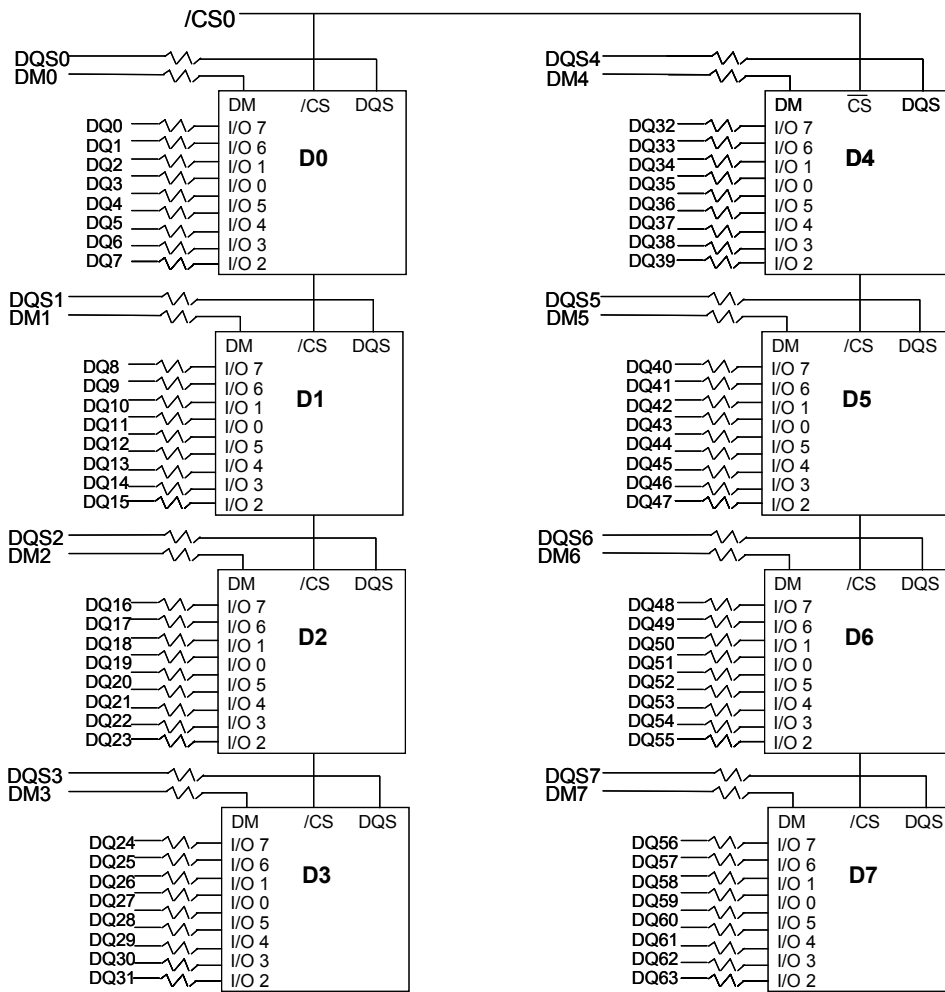 /CS0
DQS0
DM0
DM /CS DQS
D0
DQ0 I/O 7
DQ1 I/O 6
DQ2 I/O 1
DQ3 I/O 0
DQ4 I/O 5
DQ5 I/O 4
DQ6 I/O 3
DQ7 I/O 2
DQS1
DM1
DM /CS DQS
D1
DQ8 I/O 7
DQ9 I/O 6
DQ10 I/O 1
DQ11 I/O 0
DQ12 I/O 5
DQ13 I/O 4
DQ14 I/O 3
DQ15 I/O 2
DQS2
DM2
DM /CS DQS
D2
DQ16 I/O 7
DQ17 I/O 6
DQ18 I/O 1
DQ19 I/O 0
DQ20 I/O 5
DQ21 I/O 4
DQ22 I/O 3
DQ23 I/O 2
DQS3
DM3
DM /CS DQS
D3
DQ24 I/O 7
DQ25 I/O 6
DQ26 I/O 1
DQ27 I/O 0
DQ28 I/O 5
DQ29 I/O 4
DQ30 I/O 3
DQ31 I/O 2
DQS4
DM4
DM C̅S̅ DQS
D4
DQ32 I/O 7
DQ33 I/O 6
DQ34 I/O 1
DQ35 I/O 0
DQ36 I/O 5
DQ37 I/O 4
DQ38 I/O 3
DQ39 I/O 2
DQS5
DM5
DM /CS DQS
D5
DQ40 I/O 7
DQ41 I/O 6
DQ42 I/O 1
DQ43 I/O 0
DQ44 I/O 5
DQ45 I/O 4
DQ46 I/O 3
DQ47 I/O 2
DQS6
DM6
DM /CS DQS
D6
DQ48 I/O 7
DQ49 I/O 6
DQ50 I/O 1
DQ51 I/O 0
DQ52 I/O 5
DQ53 I/O 4
DQ54 I/O 3
DQ55 I/O 2
DQS7
DM7
DM /CS DQS
D7
DQ56 I/O 7
DQ57 I/O 6
DQ58 I/O 1
DQ59 I/O 0
DQ60 I/O 5
DQ61 I/O 4
DQ62 I/O 3
DQ63 I/O 2